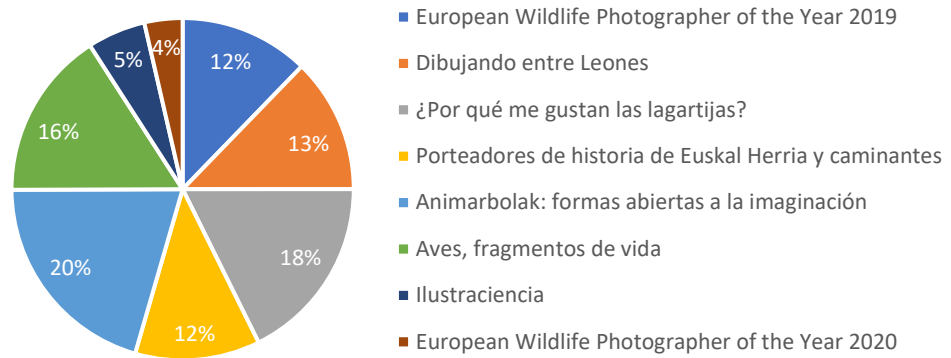 4%
5%
12%
16%
13%
20%
18%
12%
European Wildlife Photographer of the Year 2019
Dibujando entre Leones
¿Por qué me gustan las lagartijas?
Porteadores de historia de Euskal Herria y caminantes
Animarbolak: formas abiertas a la imaginación
Aves, fragmentos de vida
Ilustraciencia
European Wildlife Photographer of the Year 2020